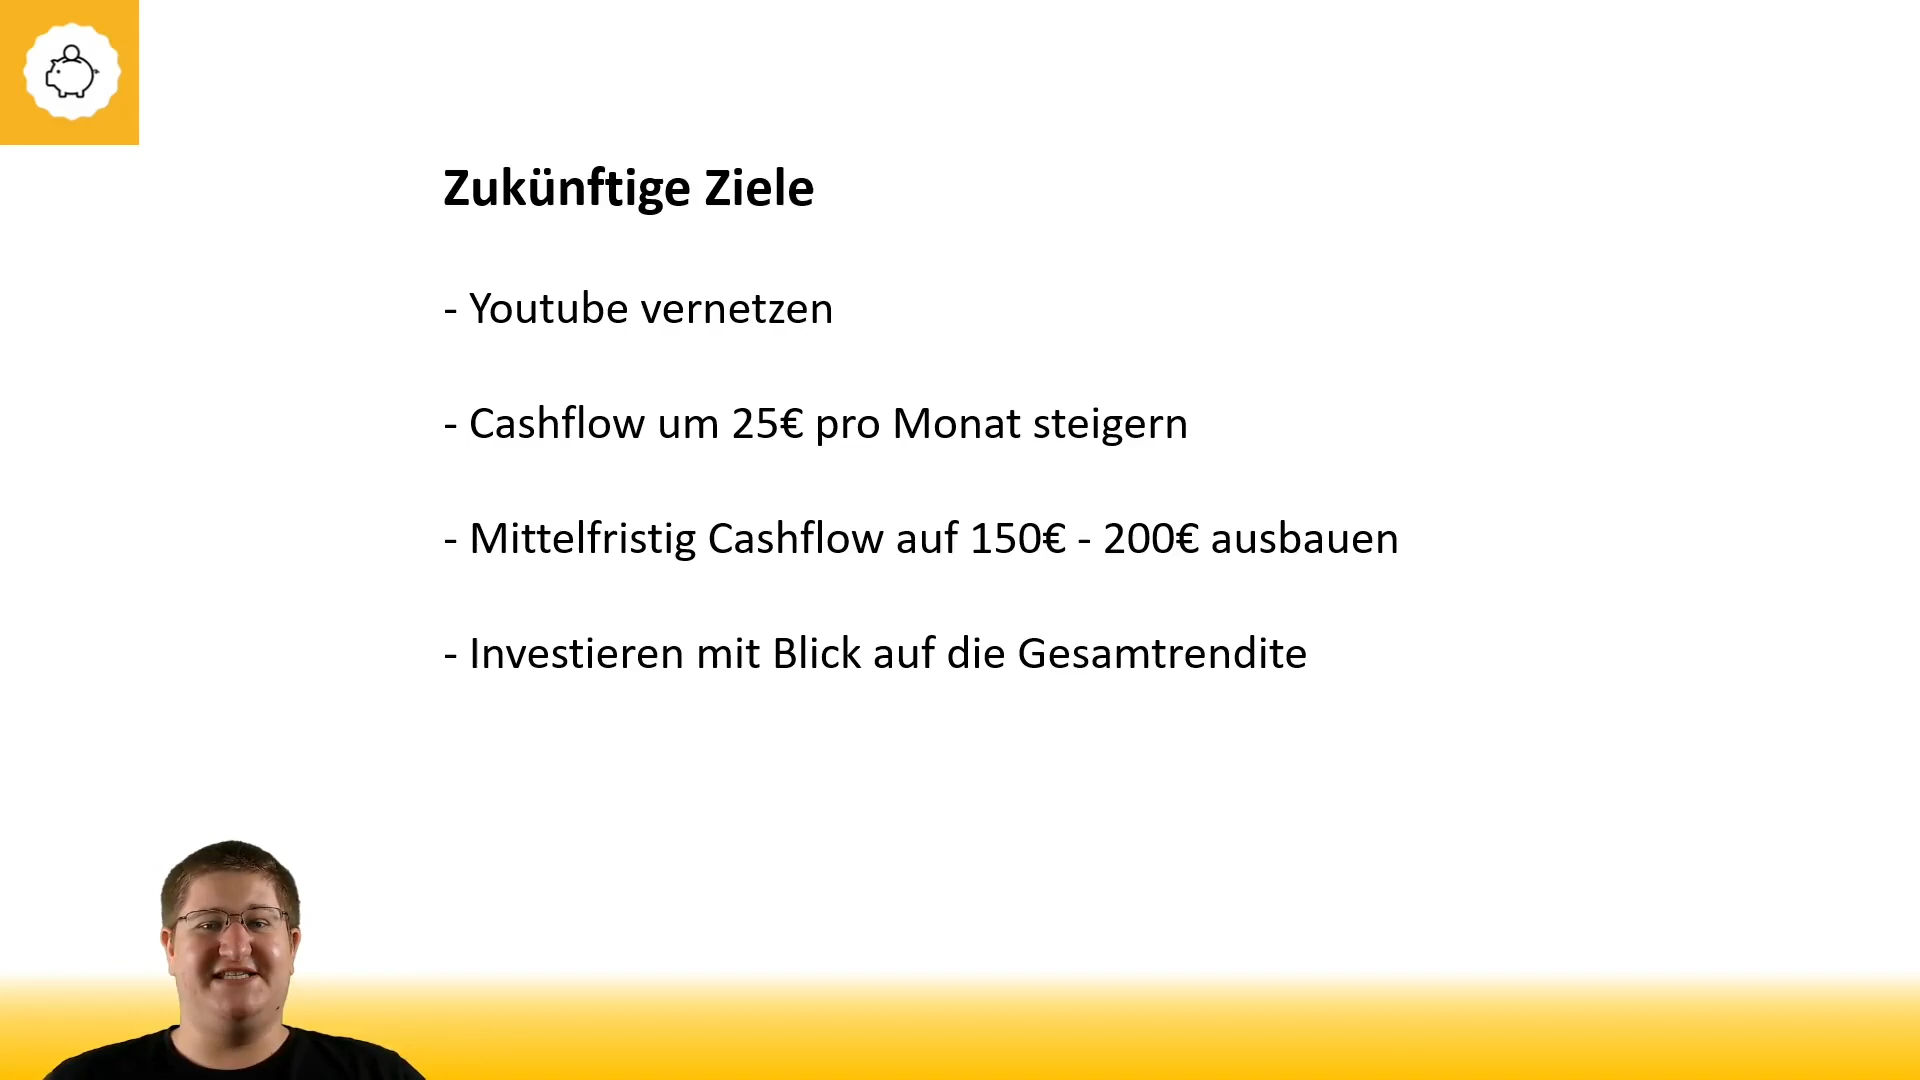 Zukünftige Ziele
- Youtube vernetzen
- Cashflow um 25€ pro Monat steigern
- Mittelfristig Cashflow auf 150€ - 200€ ausbauen
- Investieren mit Blick auf die Gesamtrendite